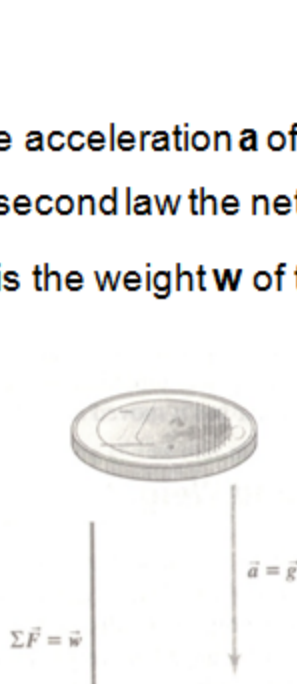 e acceleration a of
second law the net
is the weight w of t
a⃗ = g⃗
ΣF⃗ = w⃗